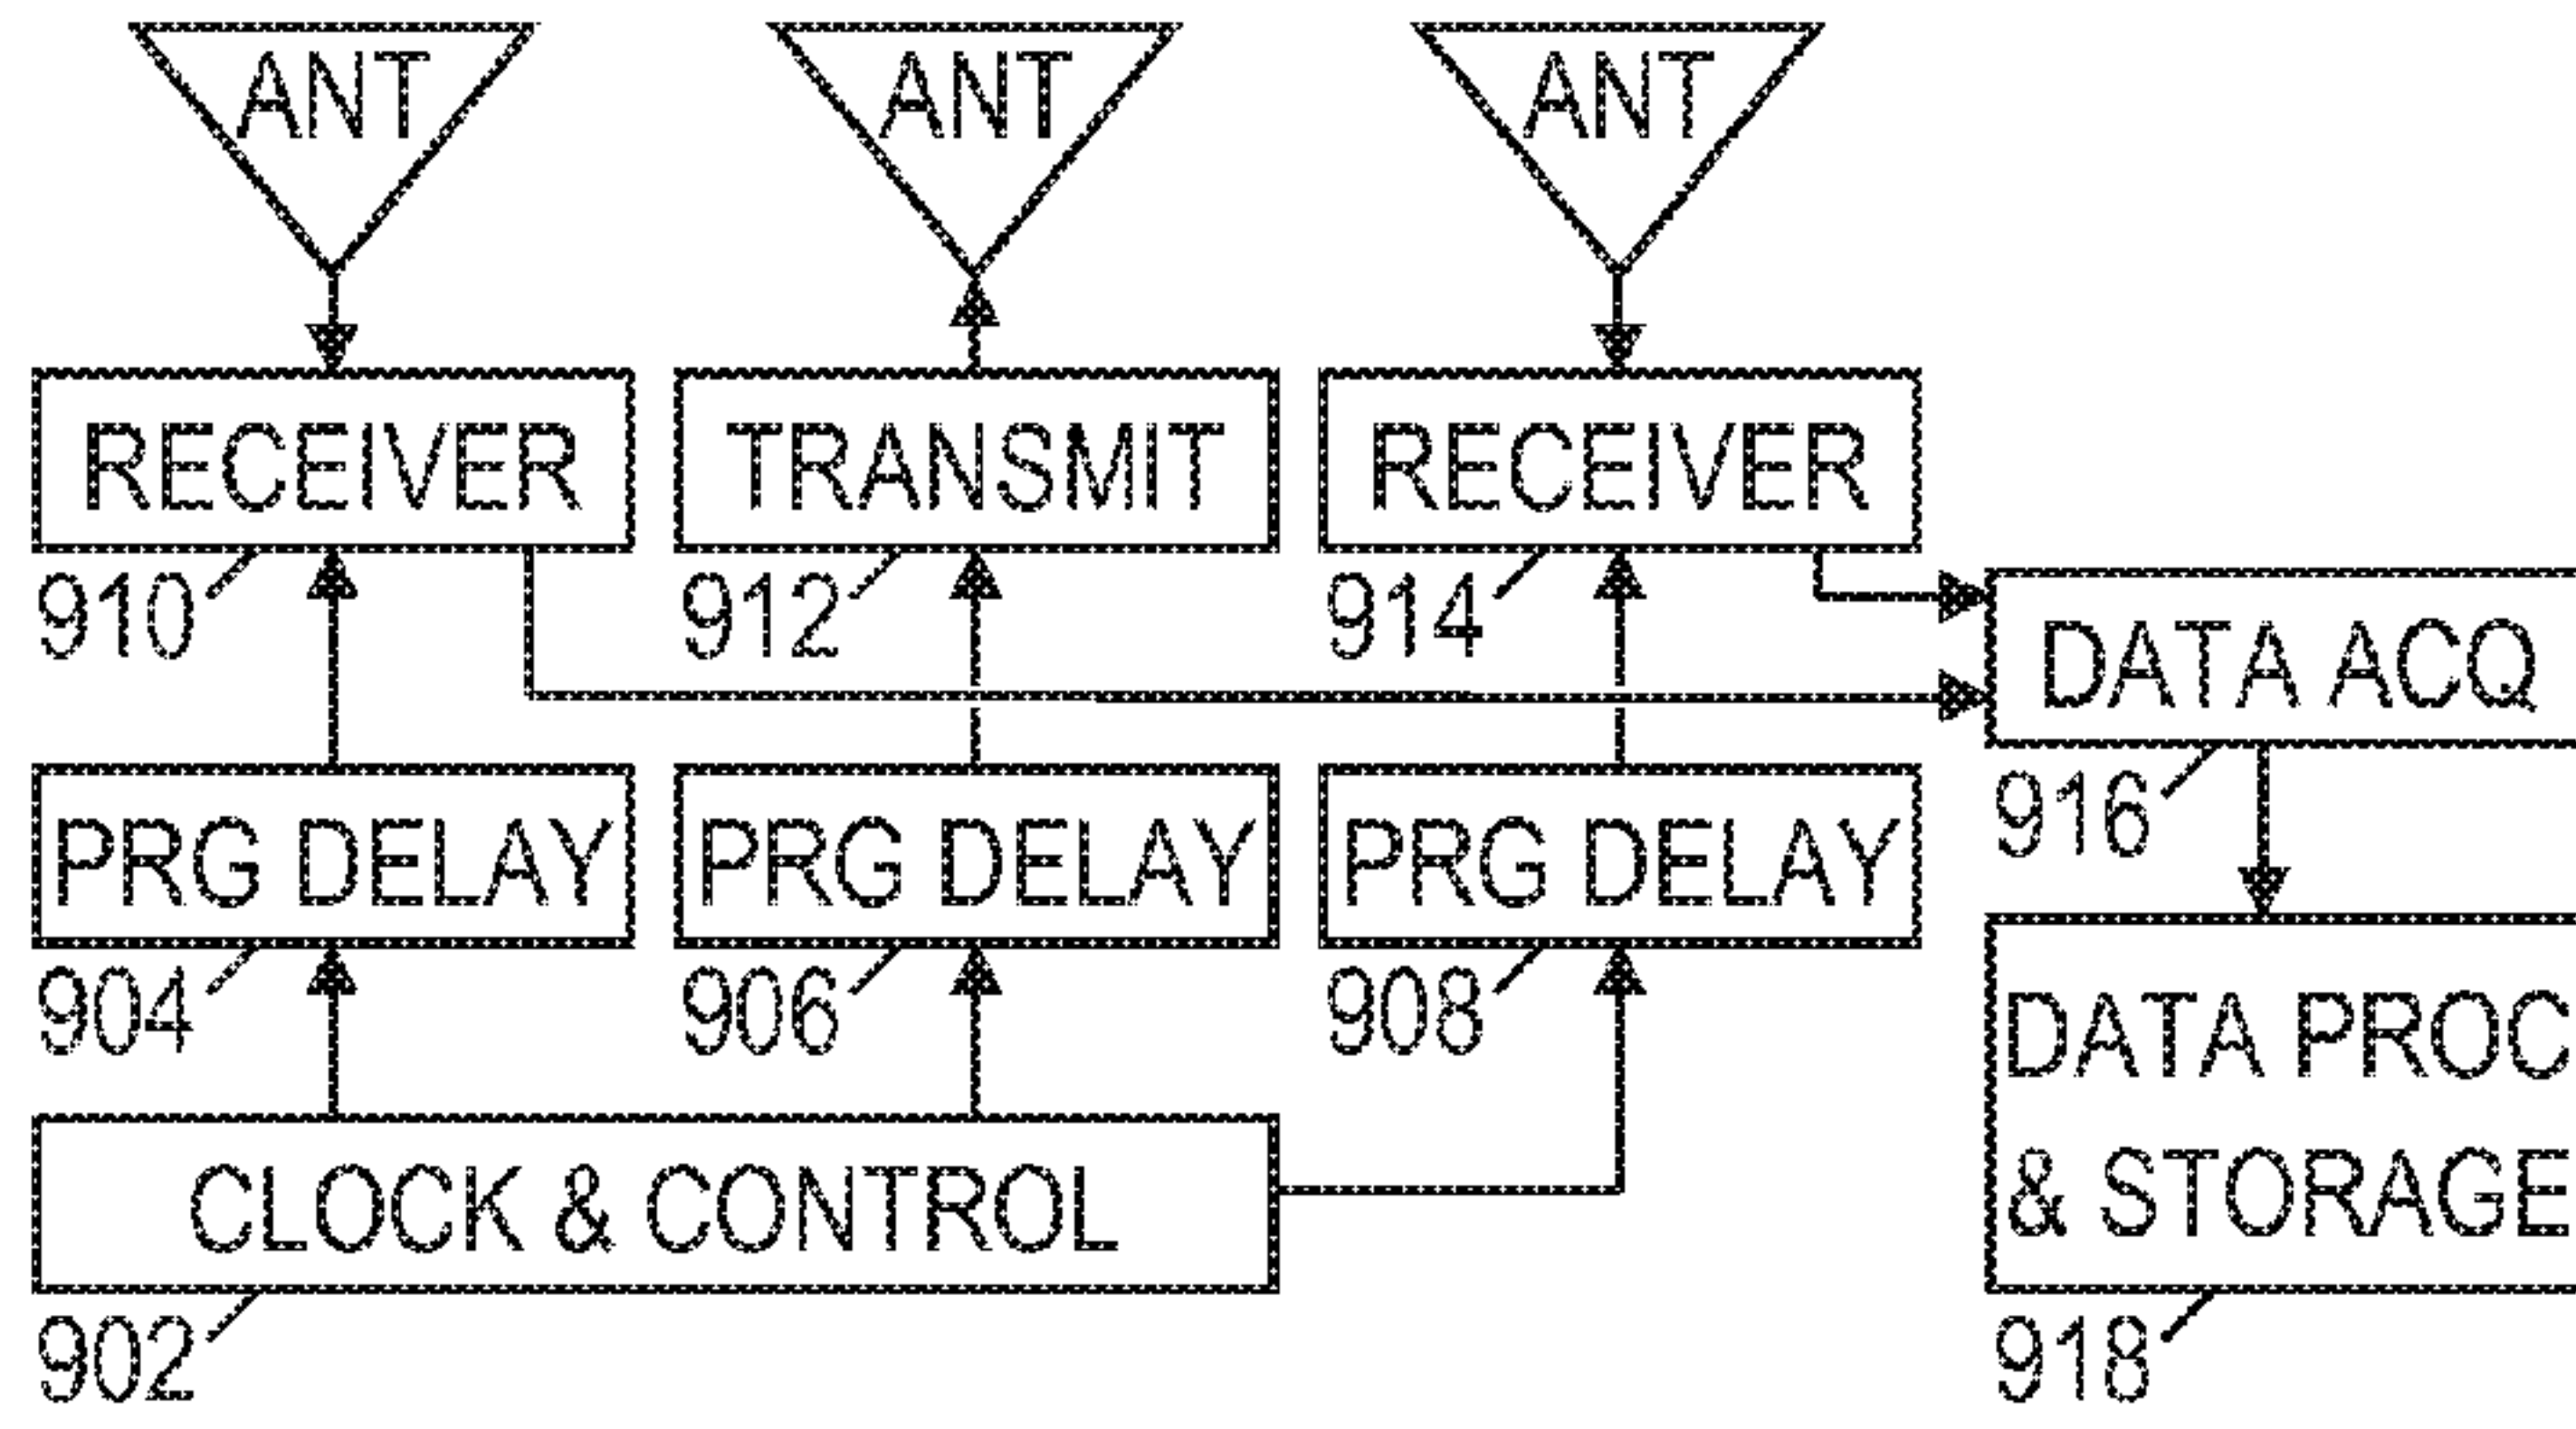 ANT ANT ANT
RECEIVER TRANSMIT RECEIVER
910 912 914
DATA ACQ
916
PRG DELAY PRG DELAY PRG DELAY
904 906 908
DATA PROC
& STORAGE
918
CLOCK & CONTROL
902